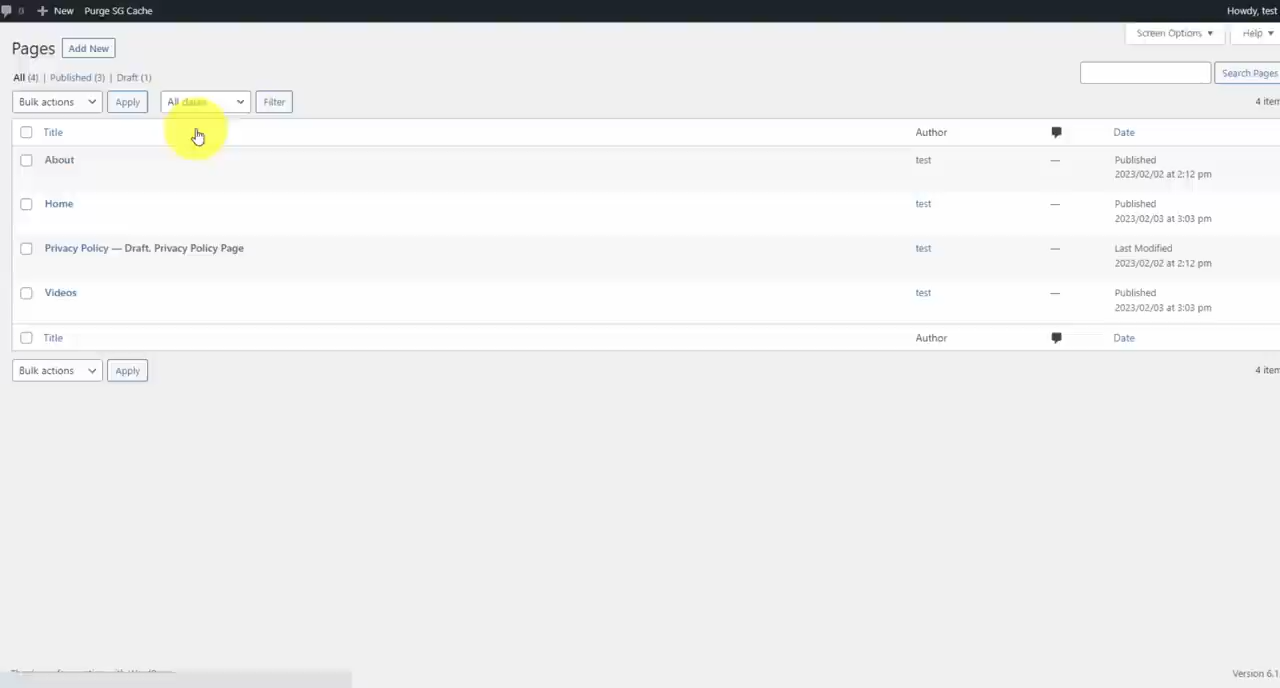 0 New Purge SG Cache Howdy, test
Screen Options Help
Pages Add New
All (4) | Published (3) | Draft (1)
Search Pages
Bulk actions Apply All dates Filter 4 item
Title Author Date
About test — Published
2023/02/02 at 2:12 pm
Home test — Published
2023/02/03 at 3:03 pm
Privacy Policy — Draft, Privacy Policy Page test — Last Modified
2023/02/02 at 2:12 pm
Videos test — Published
2023/02/03 at 3:03 pm
Title Author Date
Bulk actions Apply 4 item
Version 6.1